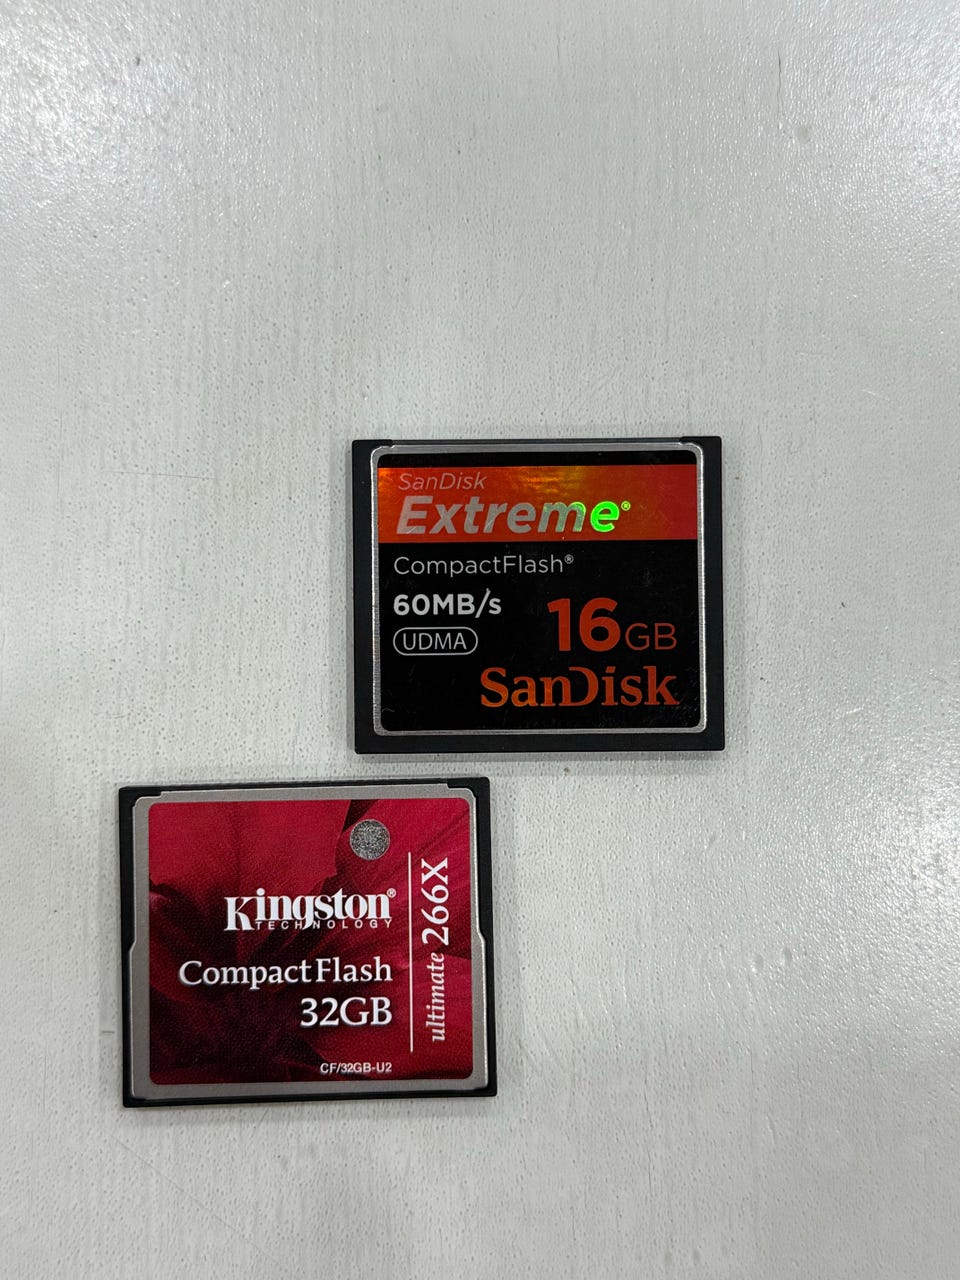 SanDisk
Extreme®
CompactFlash®
60MB/s
16GB
UDMA
SanDisk
Kingston®
TECHNOLOGY
CompactFlash
32GB
CF/32GB-U2
ultimate 266X